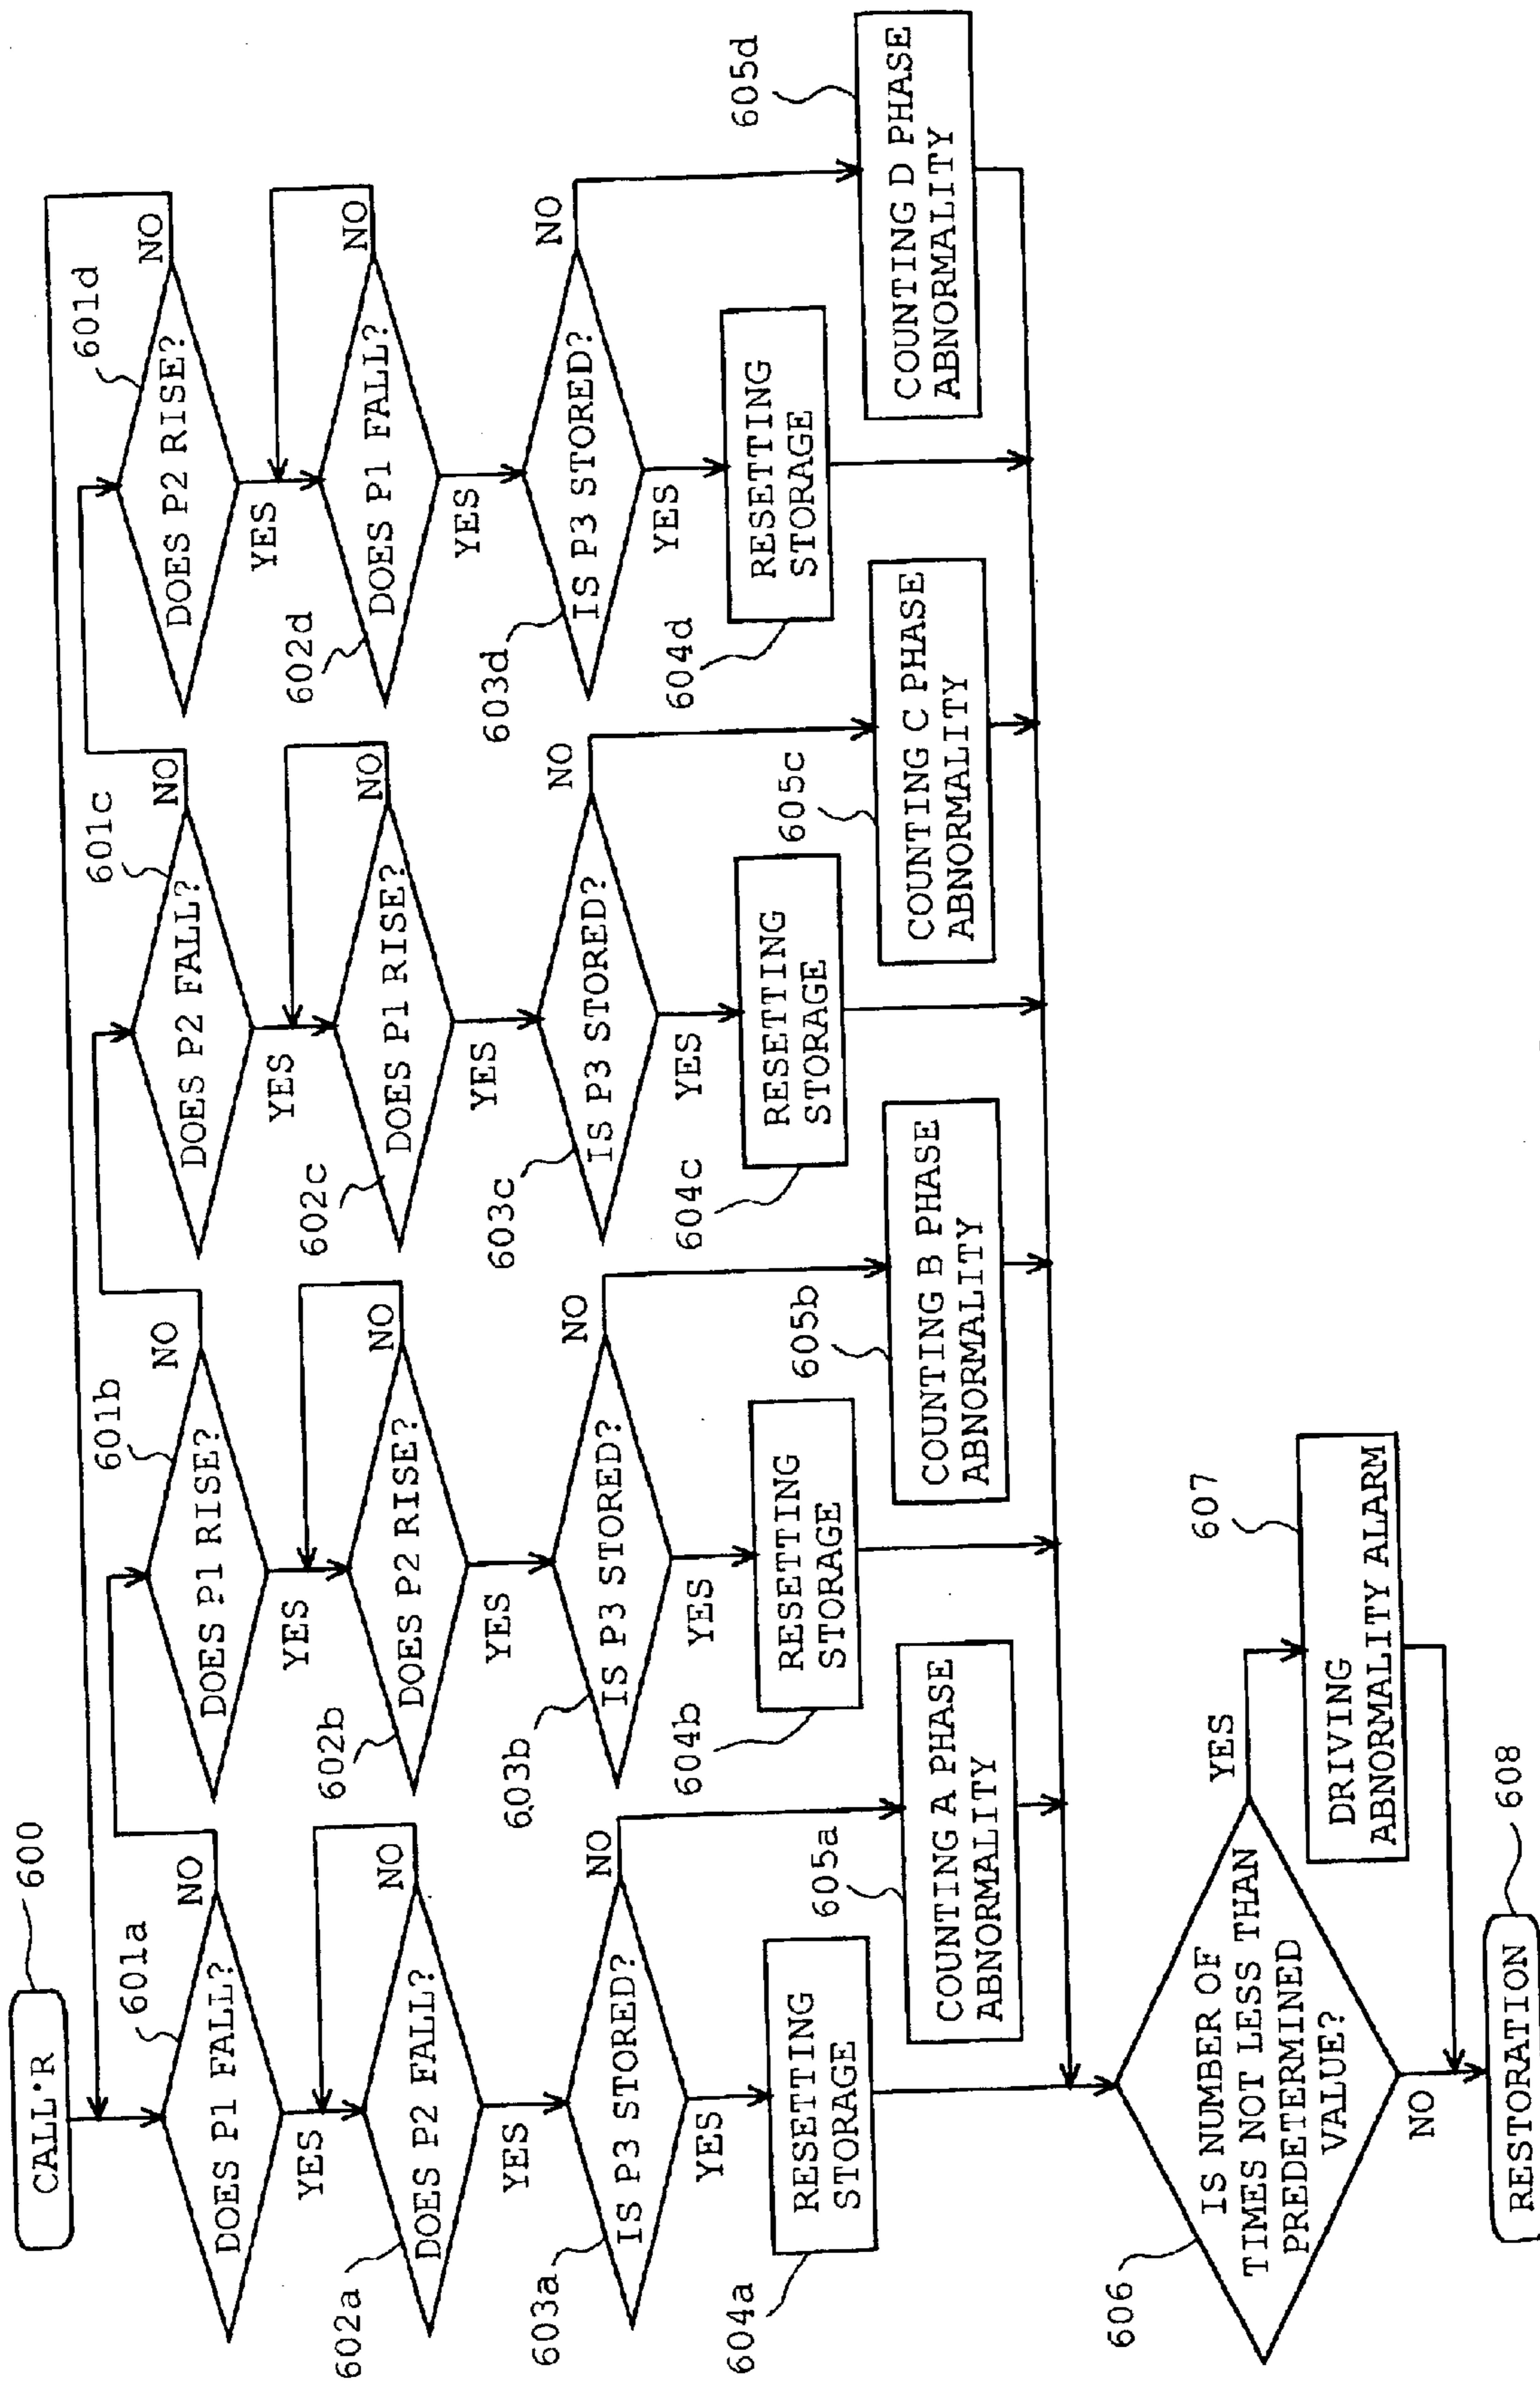 CALL·R
600
DOES P1 FALL?
601a
NO
YES
DOES P2 FALL?
602a
NO
YES
IS P3 STORED?
603a
NO
YES
RESETTING
STORAGE
604a
COUNTING A PHASE
ABNORMALITY
605a
DOES P1 RISE?
601b
NO
YES
DOES P2 RISE?
602b
NO
YES
IS P3 STORED?
603b
NO
YES
RESETTING
STORAGE
604b
COUNTING B PHASE
ABNORMALITY
605b
DOES P2 FALL?
601c
NO
YES
DOES P1 RISE?
602c
NO
YES
IS P3 STORED?
603c
NO
YES
RESETTING
STORAGE
604c
COUNTING C PHASE
ABNORMALITY
605c
DOES P2 RISE?
601d
NO
YES
DOES P1 FALL?
602d
NO
YES
IS P3 STORED?
603d
NO
YES
RESETTING
STORAGE
604d
COUNTING D PHASE
ABNORMALITY
605d
IS NUMBER OF
TIMES NOT LESS THAN
PREDETERMINED
VALUE?
606
YES
NO
DRIVING
ABNORMALITY ALARM
607
RESTORATION
608